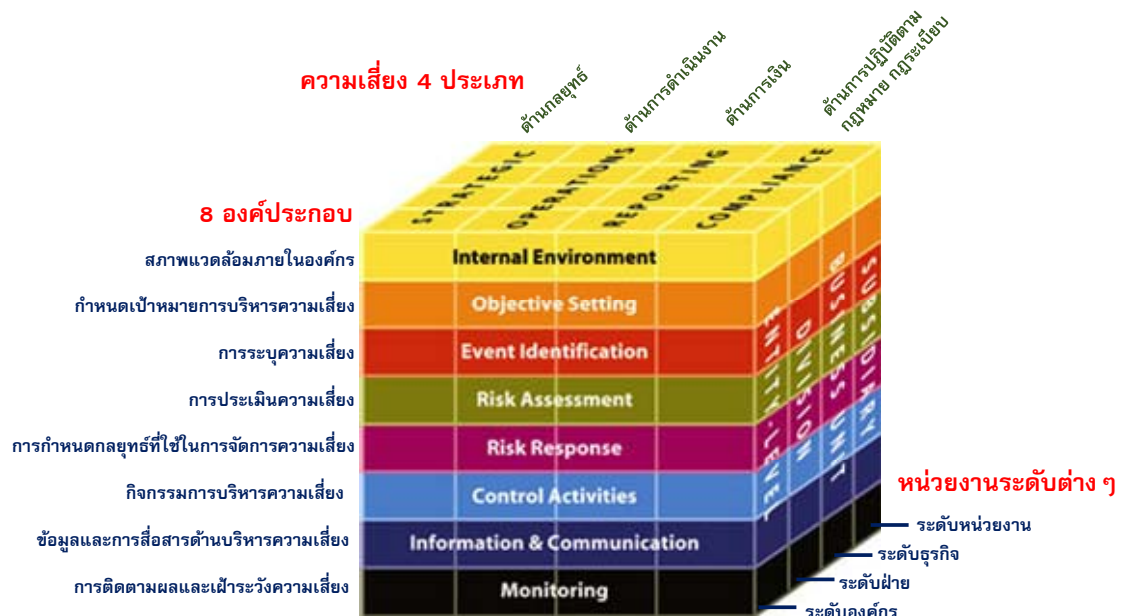 ความเสี่ยง 4 ประเภท
ด้านกลยุทธ์
ด้านการดำเนินงาน
ด้านการเงิน
ด้านการปฏิบัติตาม
กฎหมาย กฎระเบียบ
STRATEGIC
OPERATIONS
REPORTING
COMPLIANCE
8 องค์ประกอบ
สภาพแวดล้อมภายในองค์กร
Internal Environment
กำหนดเป้าหมายการบริหารความเสี่ยง
Objective Setting
การระบุความเสี่ยง
Event Identification
การประเมินความเสี่ยง
Risk Assessment
การกำหนดกลยุทธ์ที่ใช้ในการจัดการความเสี่ยง
Risk Response
กิจกรรมการบริหารความเสี่ยง
Control Activities
ข้อมูลและการสื่อสารด้านบริหารความเสี่ยง
Information & Communication
การติดตามผลและเฝ้าระวังความเสี่ยง
Monitoring
ENTITY-LEVEL
DIVISION
BUSINESS UNIT
SUBSIDIARY
หน่วยงานระดับต่าง ๆ
ระดับหน่วยงาน
ระดับธุรกิจ
ระดับฝ่าย
ระดับองค์กร